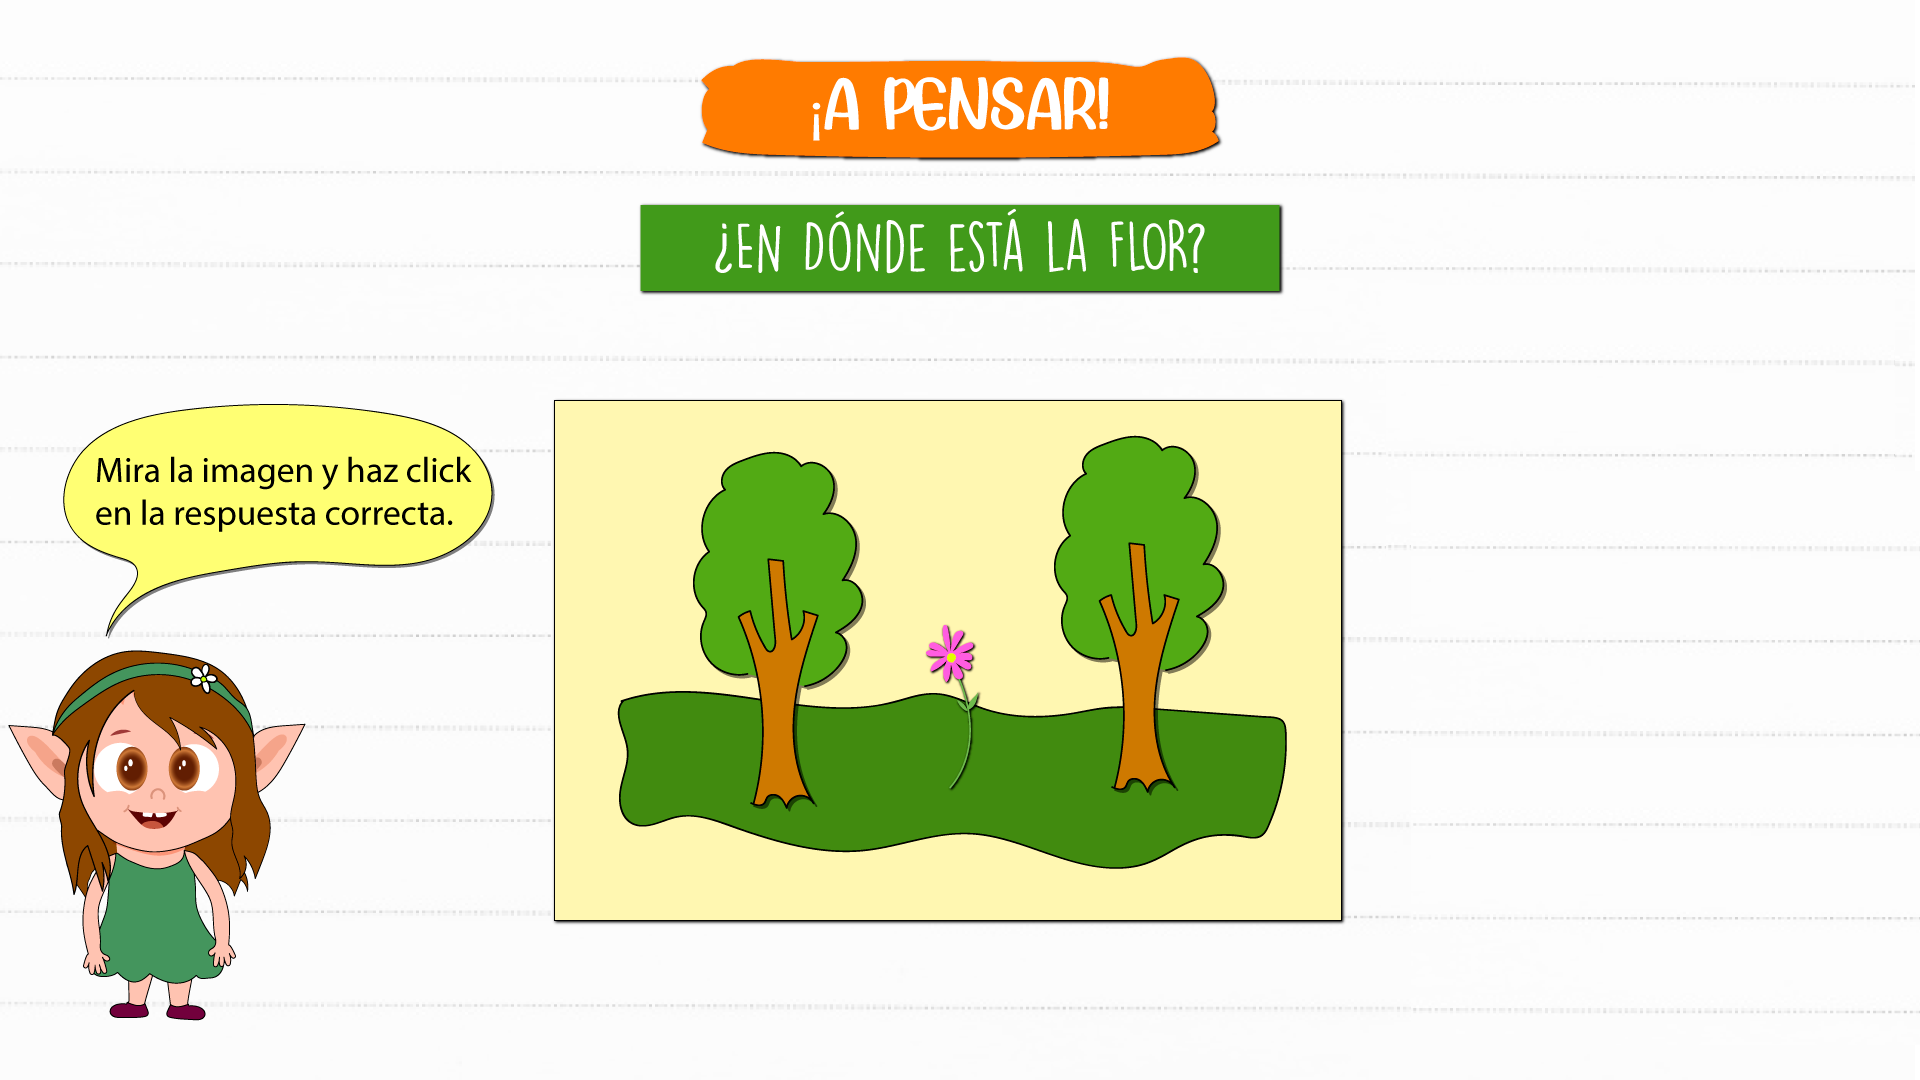 ¡A PENSAR!
¿EN DÓNDE ESTÁ LA FLOR?
Mira la imagen y haz click
en la respuesta correcta.